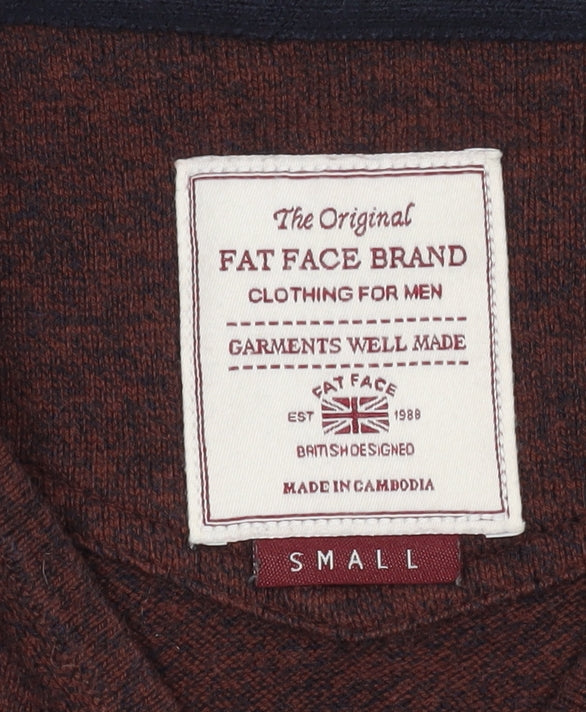 The Original
FAT FACE BRAND
CLOTHING FOR MEN
GARMENTS WELL MADE
FAT FACE
EST 1988
BRITISH DESIGNED
MADE IN CAMBODIA
SMALL